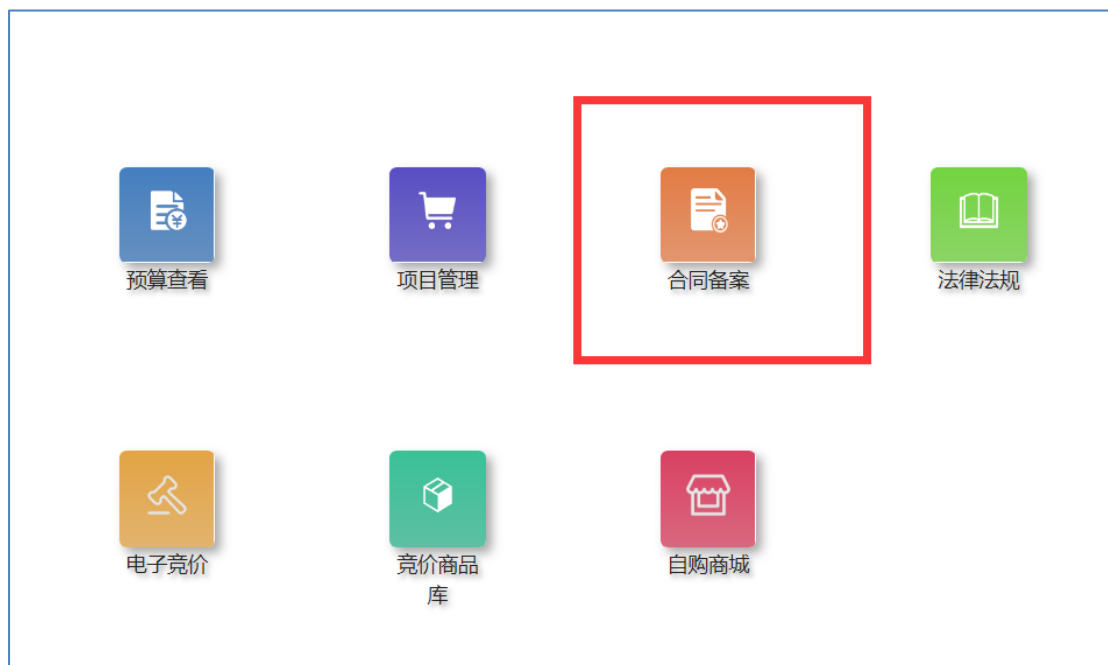 预算查看
项目管理
合同备案
法律法规
电子竞价
竞价商品
库
自购商城